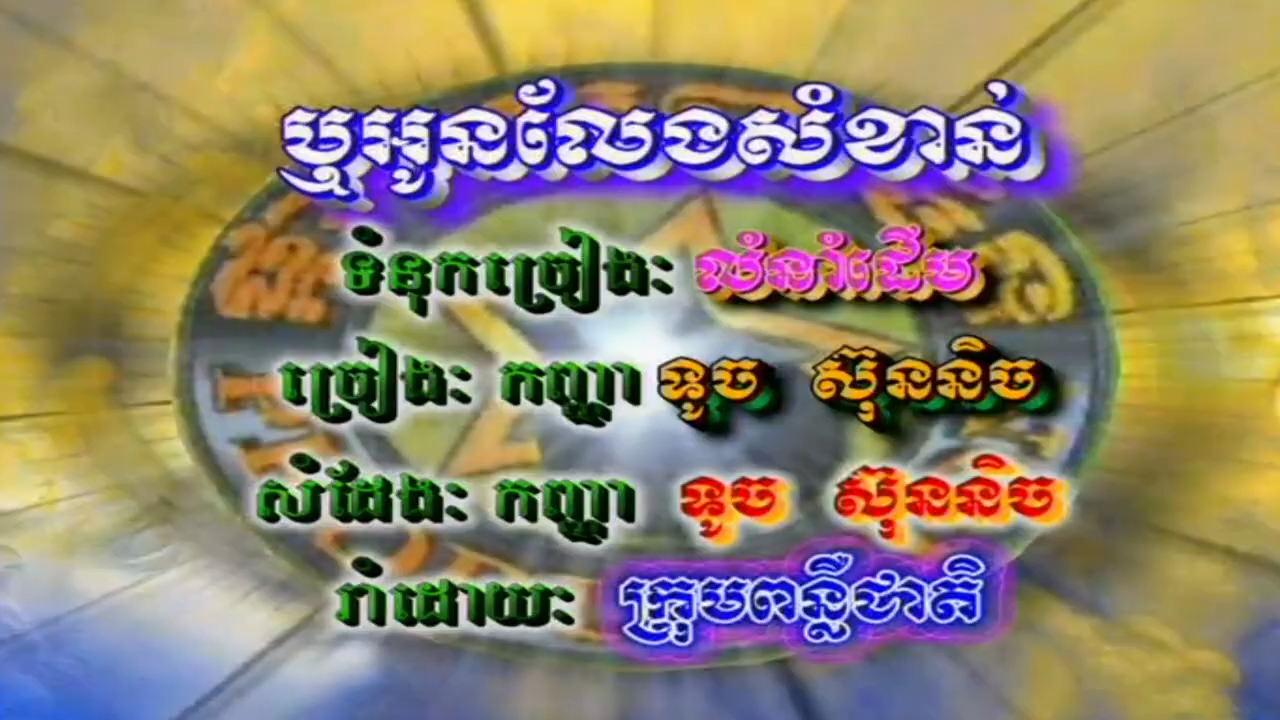 ឬអូនលែងសំខាន់
ទំនុកច្រៀង: លំនាំដើម
ច្រៀង: កញ្ញា ទូច ស៊ុននិច
សំដែង: កញ្ញា ទូច ស៊ុននិច
រាំដោយ: ក្រុមពន្លឺជាតិ